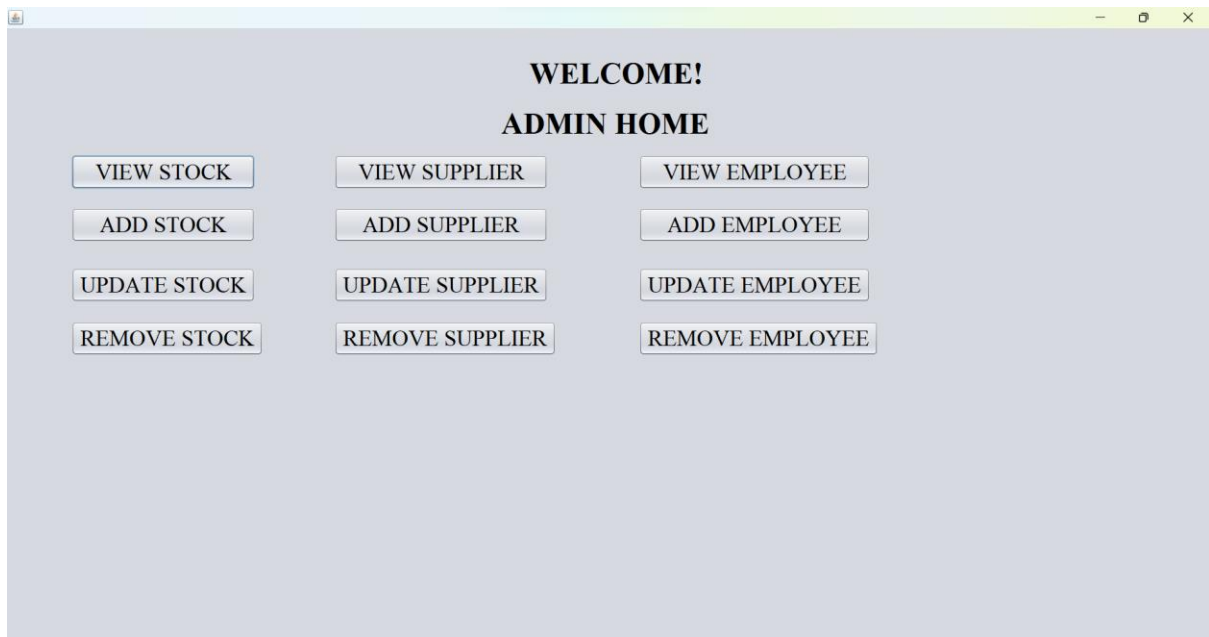 WELCOME!
ADMIN HOME
VIEW STOCK
VIEW SUPPLIER
VIEW EMPLOYEE
ADD STOCK
ADD SUPPLIER
ADD EMPLOYEE
UPDATE STOCK
UPDATE SUPPLIER
UPDATE EMPLOYEE
REMOVE STOCK
REMOVE SUPPLIER
REMOVE EMPLOYEE